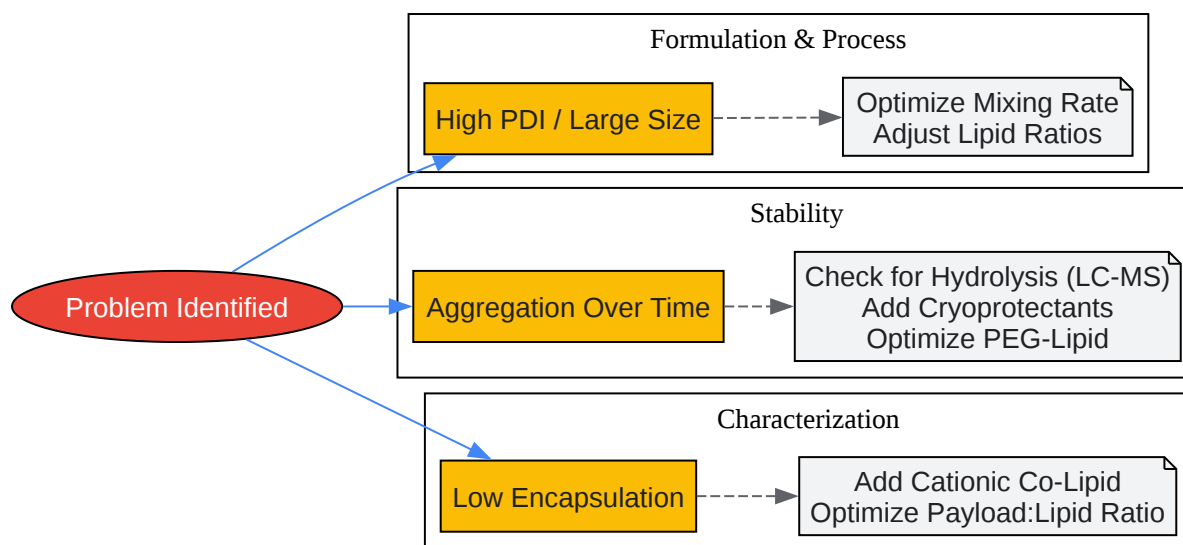 Formulation & Process
High PDI / Large Size
Optimize Mixing Rate
Adjust Lipid Ratios
Stability
Problem Identified
Aggregation Over Time
Check for Hydrolysis (LC-MS)
Add Cryoprotectants
Optimize PEG-Lipid
Characterization
Low Encapsulation
Add Cationic Co-Lipid
Optimize Payload:Lipid Ratio